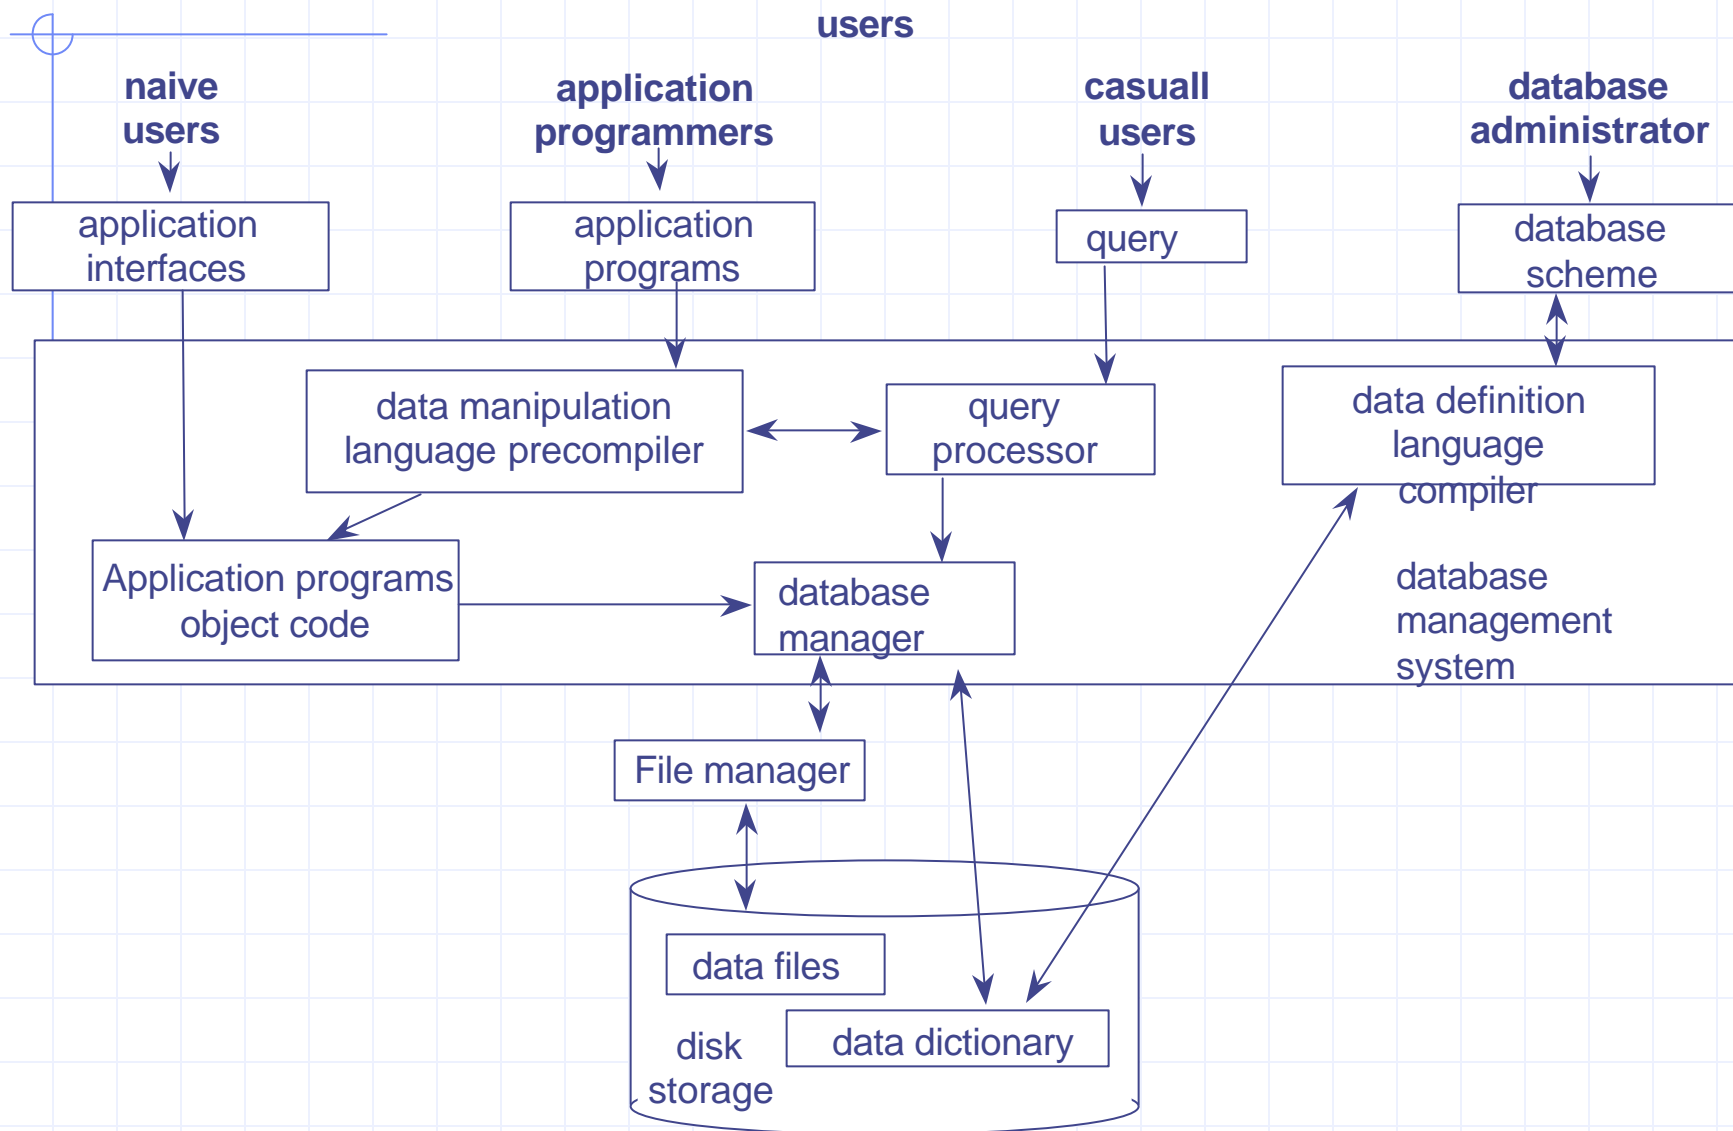 users
naive
users
application
programmers
casuall
users
database
administrator
application
interfaces
application
programs
query
database
scheme
data manipulation
language precompiler
query
processor
data definition
language
compiler
Application programs
object code
database
manager
database
management
system
File manager
data files
disk
storage
data dictionary